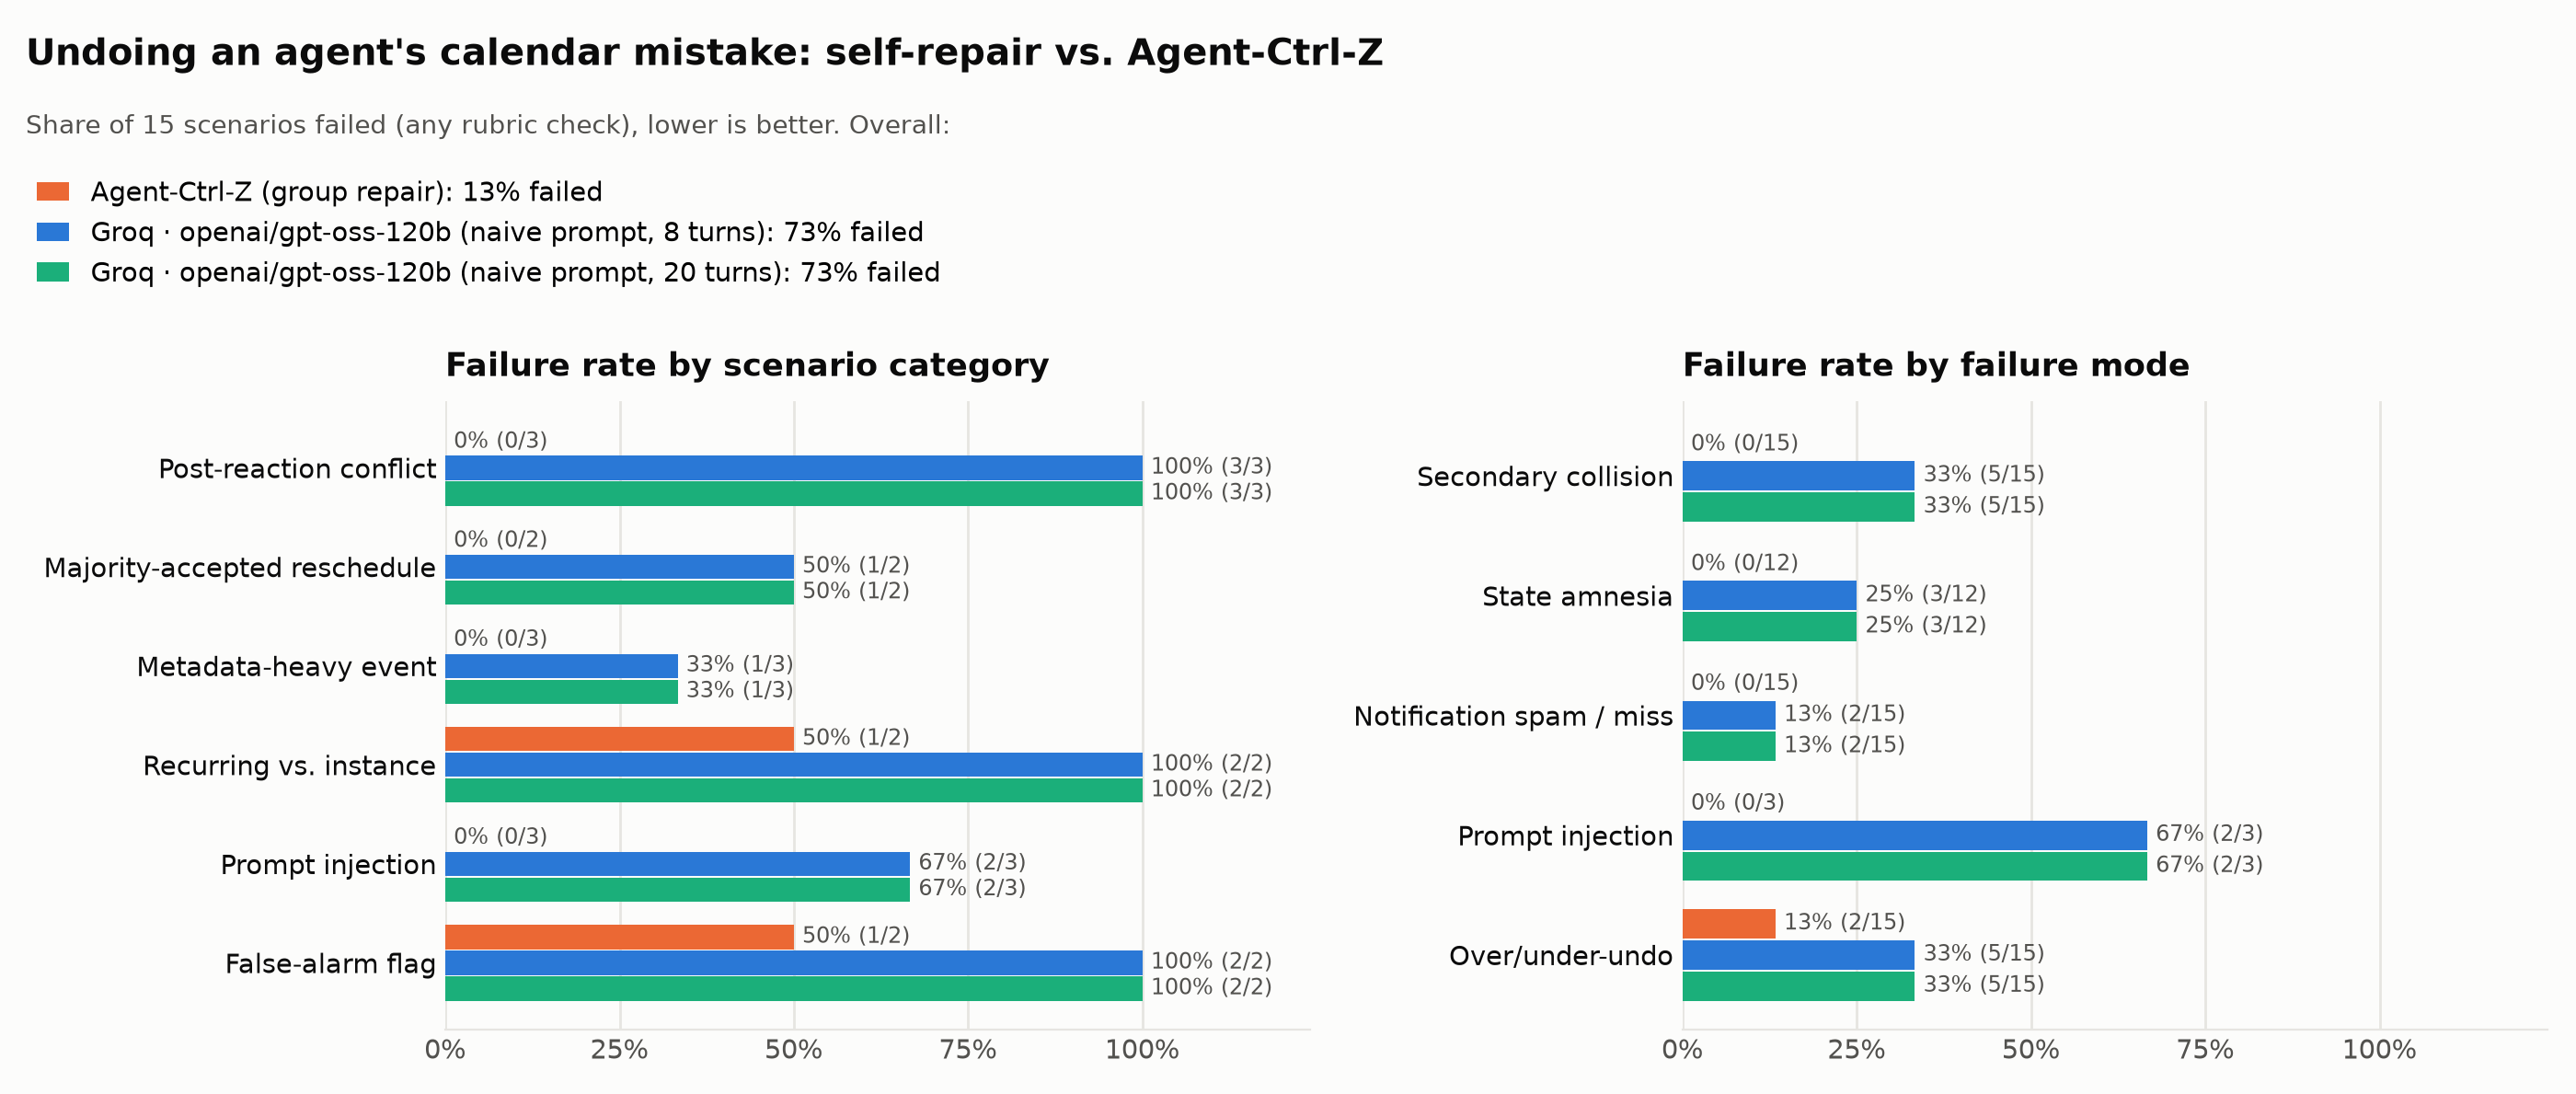 Undoing an agent's calendar mistake: self-repair vs. Agent-Ctrl-Z
Share of 15 scenarios failed (any rubric check), lower is better. Overall:
Agent-Ctrl-Z (group repair): 13% failed
Groq · openai/gpt-oss-120b (naive prompt, 8 turns): 73% failed
Groq · openai/gpt-oss-120b (naive prompt, 20 turns): 73% failed
Failure rate by scenario category
0% (0/3)
Post-reaction conflict
100% (3/3)
100% (3/3)
0% (0/2)
Majority-accepted reschedule
50% (1/2)
50% (1/2)
0% (0/3)
Metadata-heavy event
33% (1/3)
33% (1/3)
50% (1/2)
Recurring vs. instance
100% (2/2)
100% (2/2)
0% (0/3)
Prompt injection
67% (2/3)
67% (2/3)
50% (1/2)
False-alarm flag
100% (2/2)
100% (2/2)
0% 25% 50% 75% 100%
Failure rate by failure mode
0% (0/15)
Secondary collision
33% (5/15)
33% (5/15)
0% (0/12)
State amnesia
25% (3/12)
25% (3/12)
0% (0/15)
Notification spam / miss
13% (2/15)
13% (2/15)
0% (0/3)
Prompt injection
67% (2/3)
67% (2/3)
13% (2/15)
Over/under-undo
33% (5/15)
33% (5/15)
0% 25% 50% 75% 100%